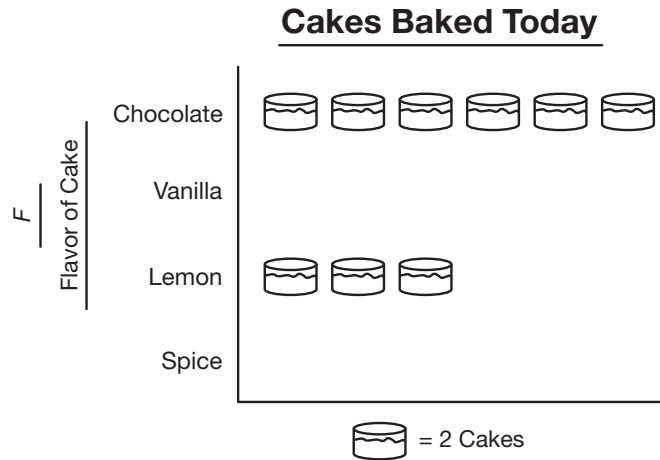 Cakes Baked Today
Chocolate
Vanilla
Lemon
Spice
F
Flavor of Cake
= 2 Cakes